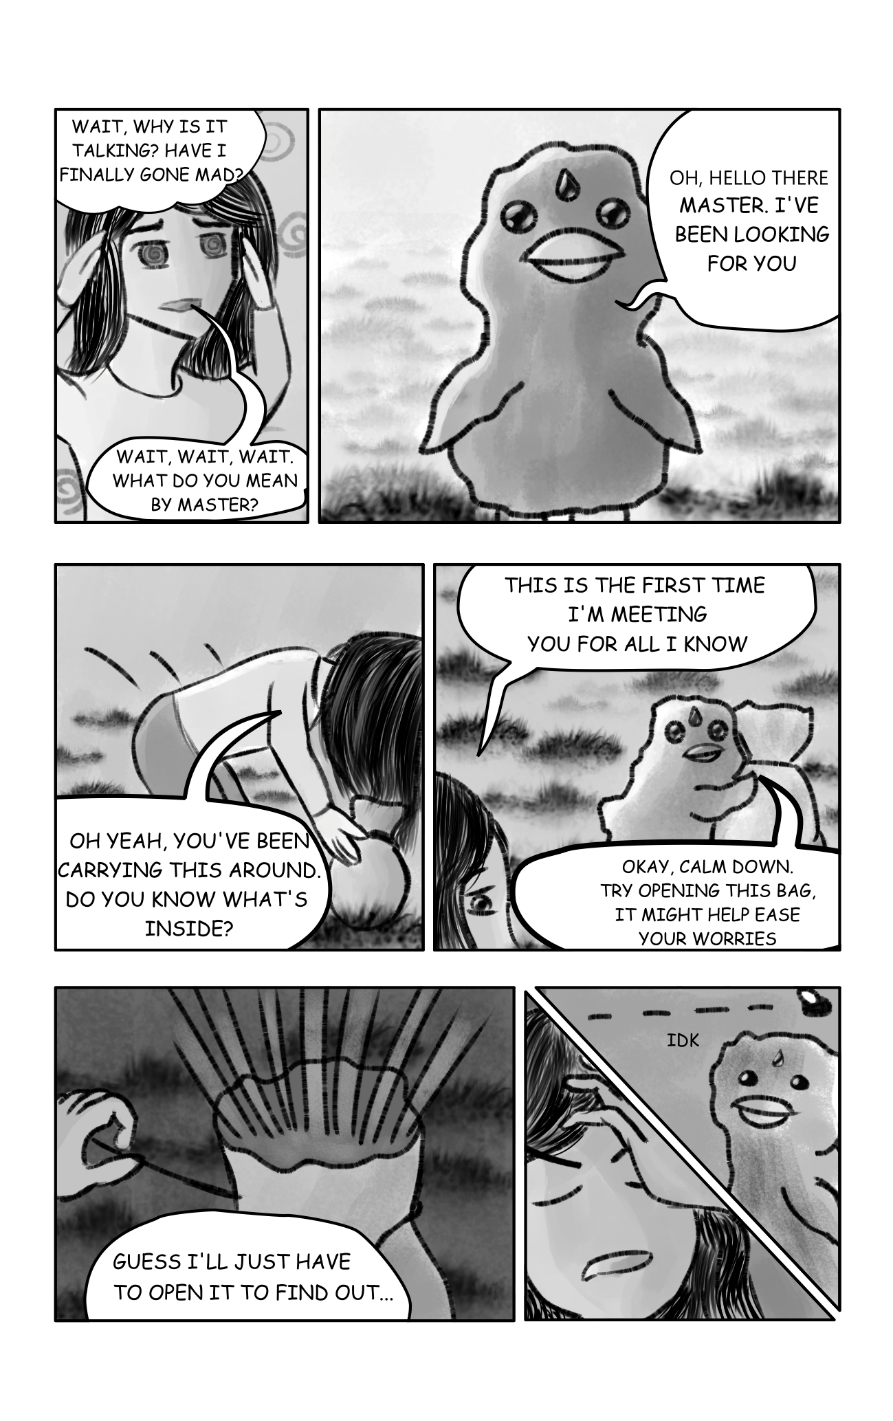 WAIT, WHY IS IT
TALKING? HAVE I
FINALLY GONE MAD?
WAIT, WAIT, WAIT.
WHAT DO YOU MEAN
BY MASTER?
OH, HELLO THERE
MASTER. I'VE
BEEN LOOKING
FOR YOU
OH YEAH, YOU'VE BEEN
CARRYING THIS AROUND.
DO YOU KNOW WHAT'S
INSIDE?
THIS IS THE FIRST TIME
I'M MEETING
YOU FOR ALL I KNOW
OKAY, CALM DOWN.
TRY OPENING THIS BAG,
IT MIGHT HELP EASE
YOUR WORRIES
GUESS I'LL JUST HAVE
TO OPEN IT TO FIND OUT...
IDK